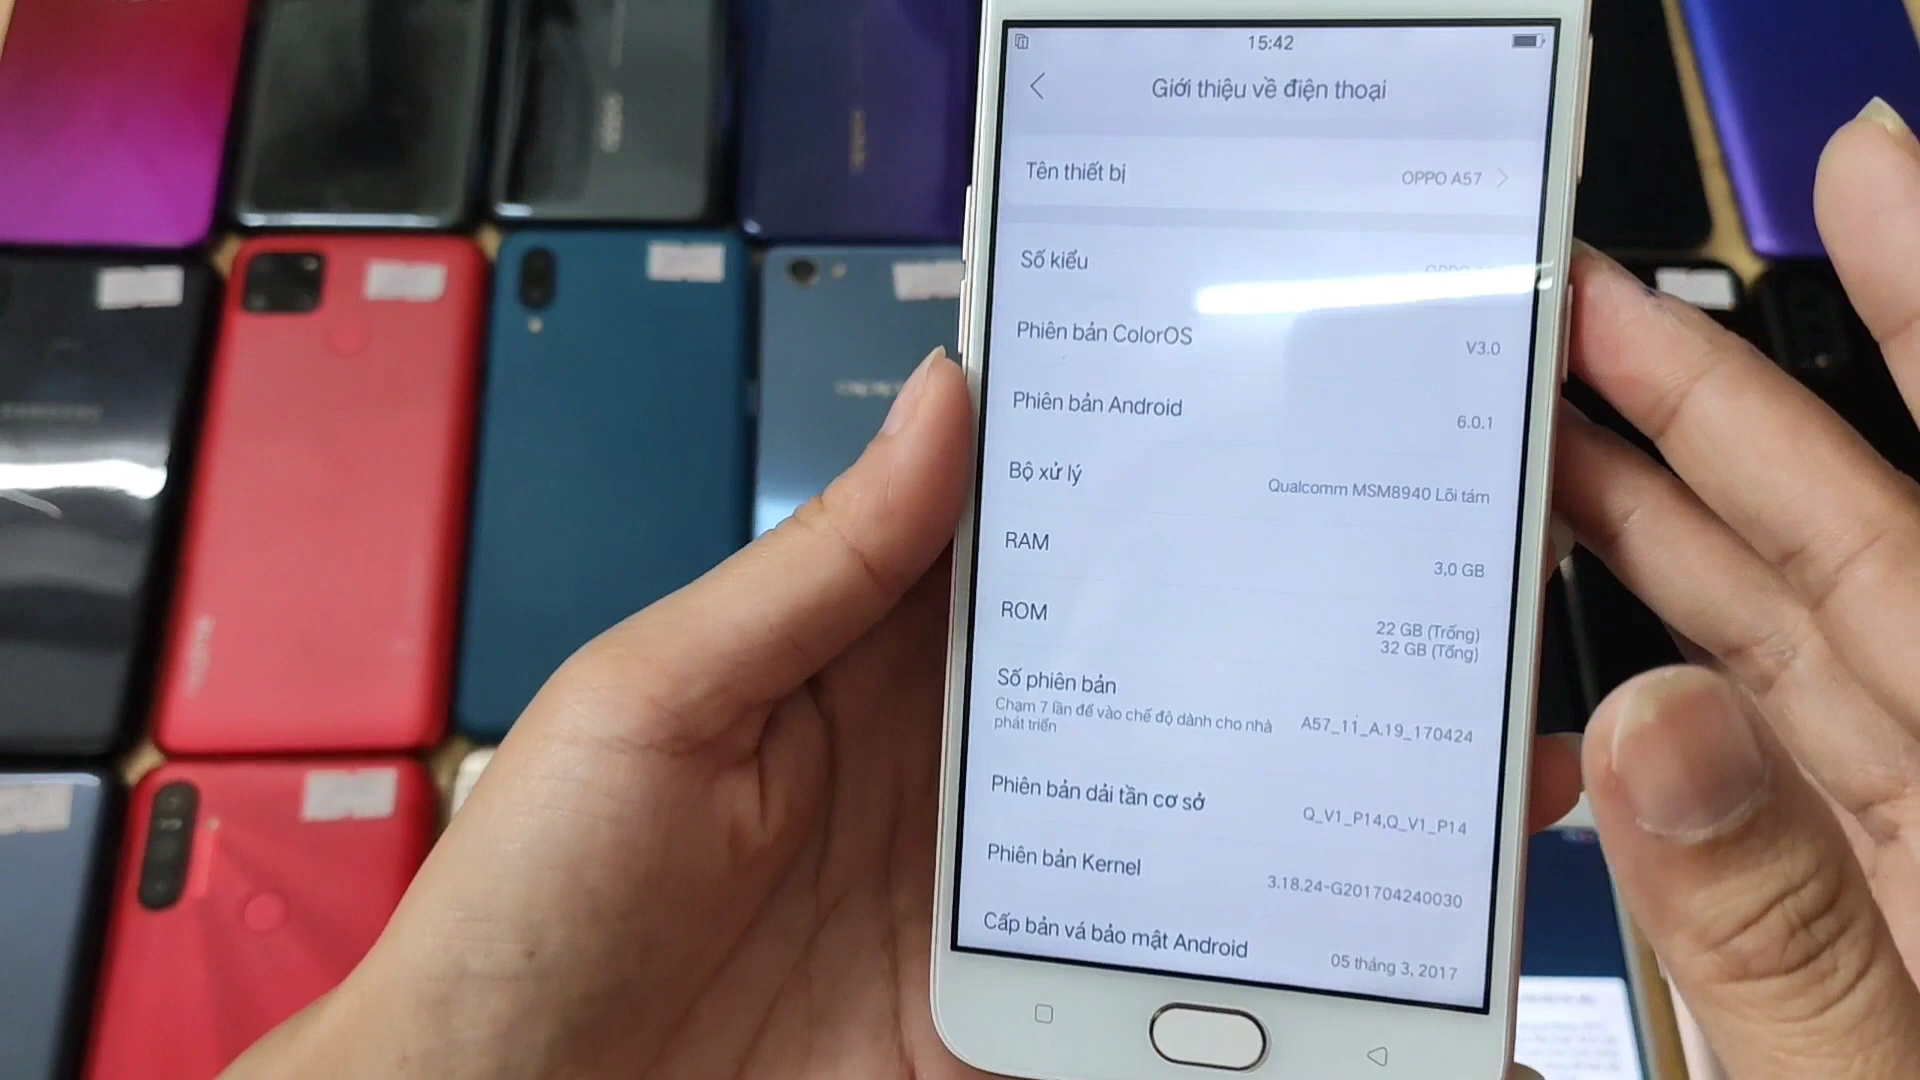 15:42
Giới thiệu về điện thoại
Tên thiết bị OPPO A57
Số kiểu
Phiên bản ColorOS V3.0
Phiên bản Android 6.0.1
Bộ xử lý Qualcomm MSM8940 Lõi tám
RAM 3,0 GB
ROM 22 GB (Trống)
32 GB (Tổng)
Số phiên bản
Chạm 7 lần để vào chế độ dành cho nhà
phát triển
A57_11_A.19_170424
Phiên bản dải tần cơ sở Q_V1_P14,Q_V1_P14
Phiên bản Kernel 3.18.24-G201704240030
Cấp bản vá bảo mật Android 05 tháng 3, 2017
oppo
SAMSUNG